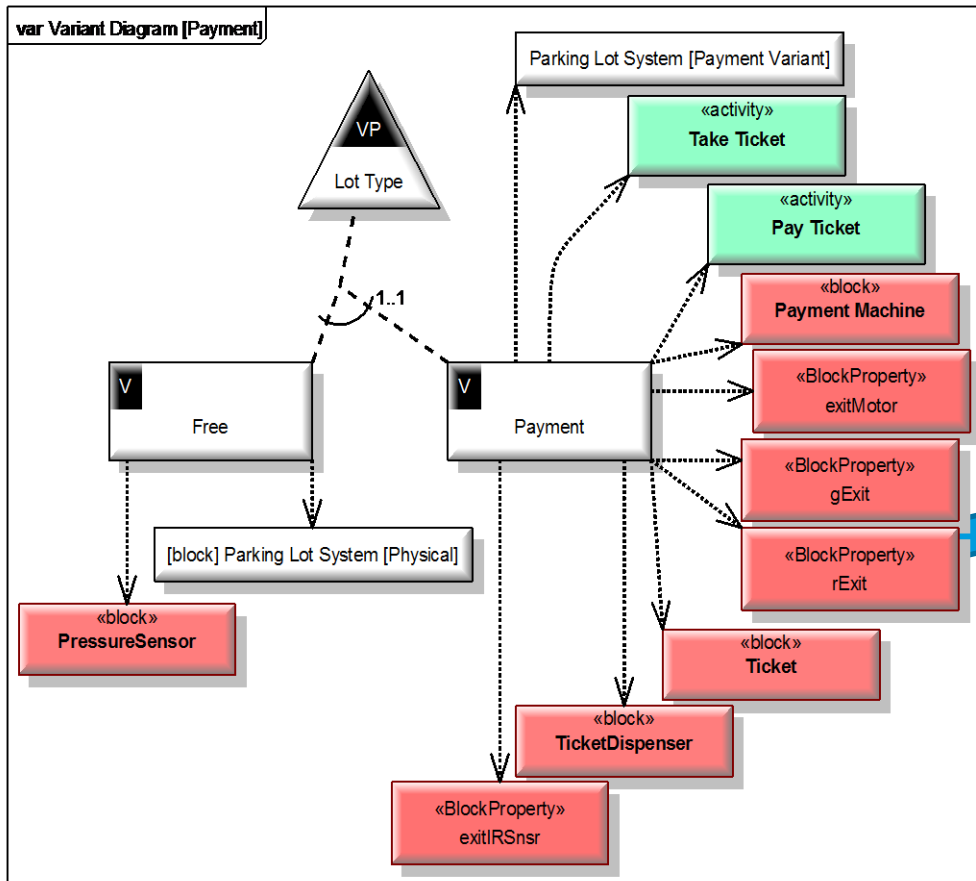 var Variant Diagram [Payment]
Parking Lot System [Payment Variant]
VP
Lot Type
«activity»
Take Ticket
«activity»
Pay Ticket
1..1
«block»
Payment Machine
V
Free
V
Payment
«BlockProperty»
exitMotor
«BlockProperty»
gExit
[block] Parking Lot System [Physical]
«BlockProperty»
rExit
«block»
PressureSensor
«block»
Ticket
«block»
TicketDispenser
«BlockProperty»
exitIRSnsr